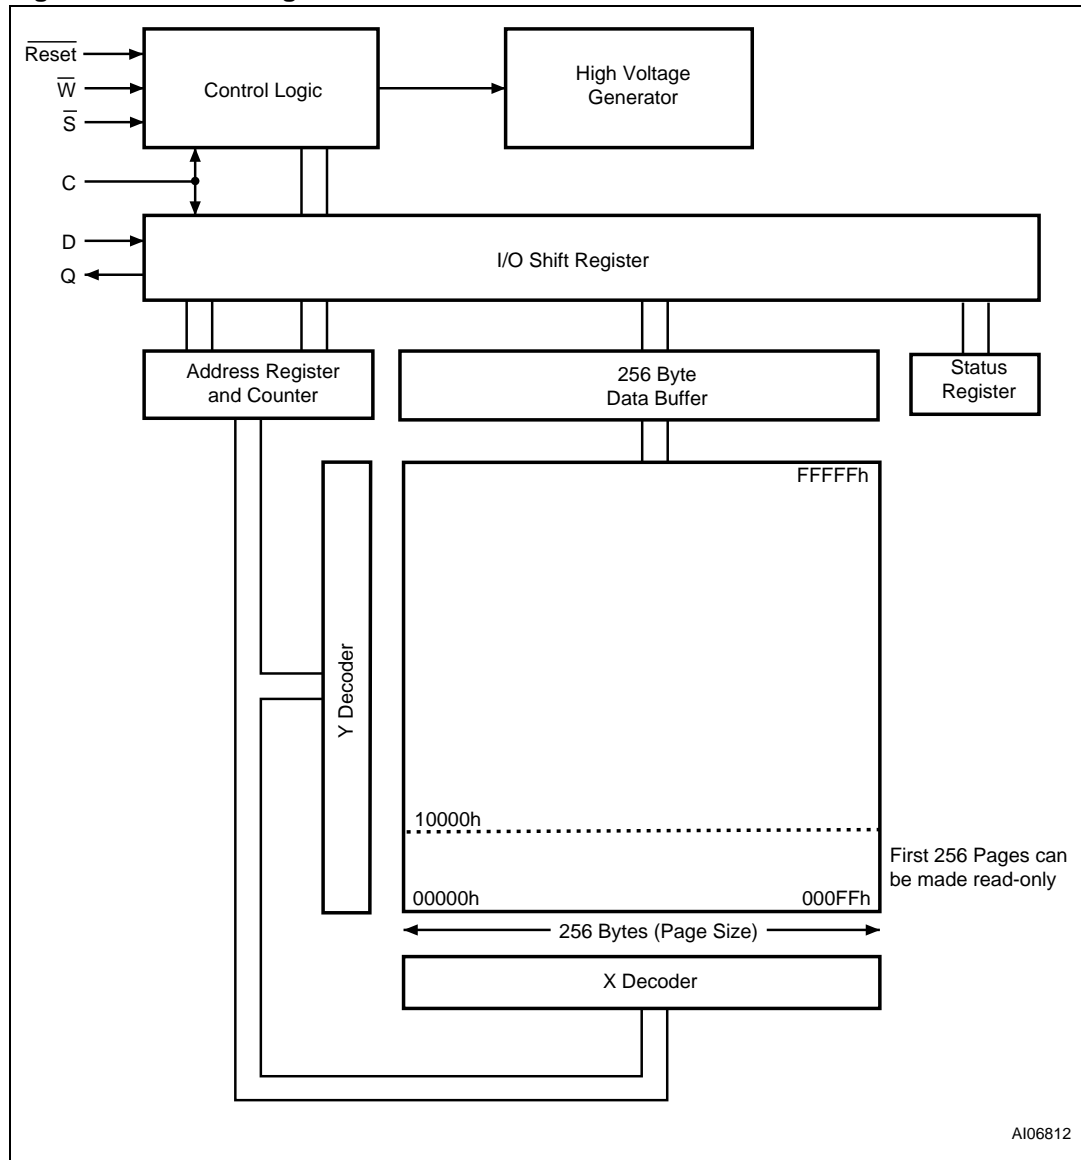 Reset
W
S
C
D
Q
Control Logic
High Voltage
Generator
I/O Shift Register
Address Register
and Counter
256 Byte
Data Buffer
Status
Register
FFFFFh
Y Decoder
10000h
First 256 Pages can
be made read-only
00000h
000FFh
256 Bytes (Page Size)
X Decoder
AI06812